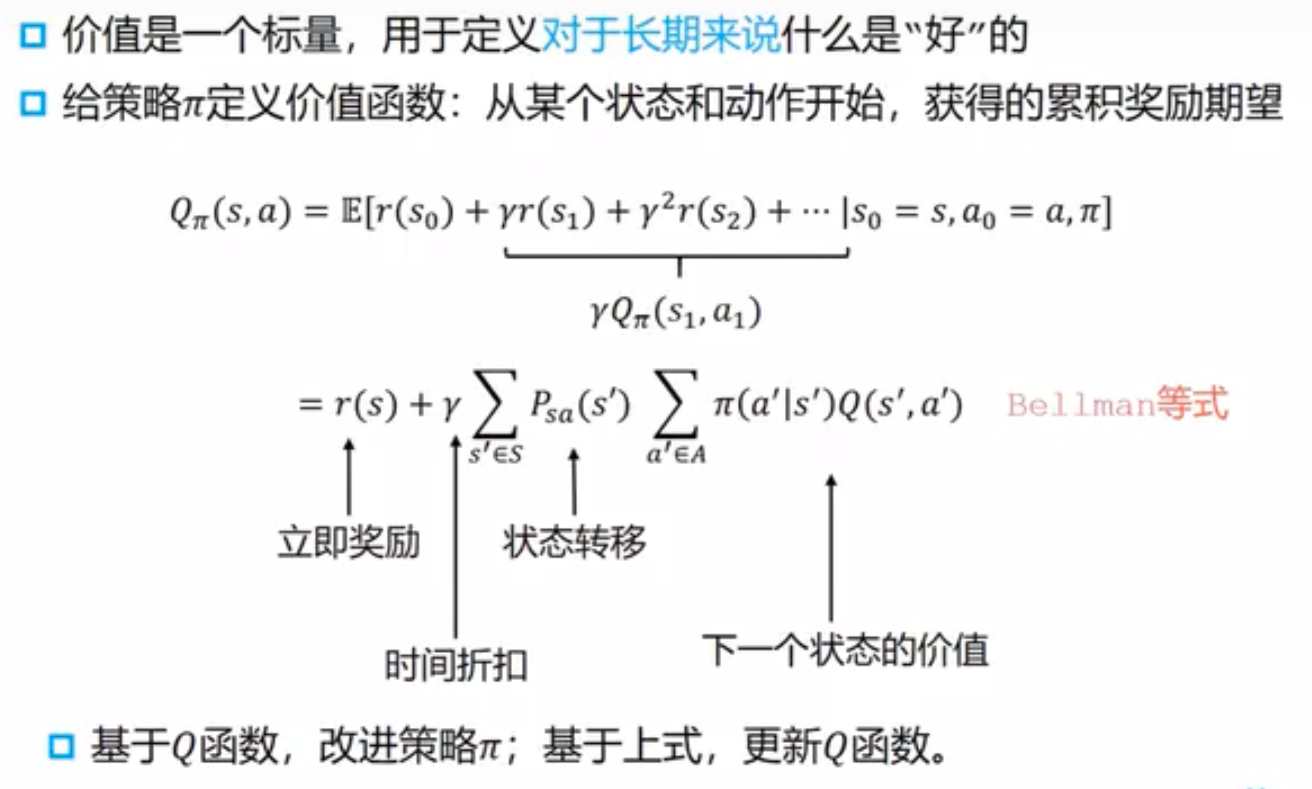 价值是一个标量，用于定义对于长期来说什么是“好”的
给策略π定义价值函数：从某个状态和动作开始，获得的累积奖励期望
Qπ(s, a) = 𝔼[r(s₀) + γr(s₁) + γ²r(s₂) + ⋯ |s₀ = s, a₀ = a, π]
γQπ(s₁, a₁)
= r(s) + γ ∑s′∈S Psa(s′) ∑a′∈A π(a′|s′)Q(s′, a′) Bellman等式
立即奖励 状态转移
时间折扣 下一个状态的价值
基于Q函数，改进策略π；基于上式，更新Q函数。